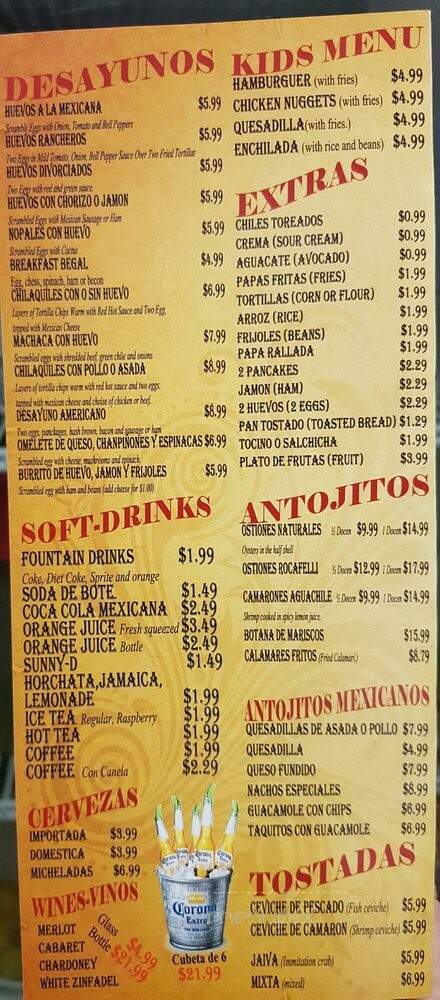 DESAYUNOS
HUEVOS A LA MEXICANA $5.99
Scramble Eggs with Onion, Tomato and Bell Peppers
HUEVOS RANCHEROS $5.99
Two Egg in Mild Tomato, Onion, Bell Pepper Sauce Over Two Fried Tortillas
HUEVOS DIVORCIADOS $5.99
Two Eggs with red and green sauce
HUEVOS CON CHORIZO O JAMON $5.99
Scrambled Eggs with Mexican Sausage or Ham
NOPALES CON HUEVO $5.99
Scrambled Eggs with Cactus
BREAKFAST BEGAL $4.99
Egg, chess, spinach, ham or becon
CHILAQUILES CON O SIN HUEVO $6.99
Layers of Tortilla Chips Warm with Red Hot Sauce and Two Egg,
topped with Mexican Cheese
MACHACA CON HUEVO $7.99
Scrambled eggs with shredded beef, green chile and onions
CHILAQUILES CON POLLO O ASADA $8.99
Layers of tortilla chips warm with red hot sauce and two eggs,
tapped with mexican cheese and choise of chicken or beef.
DESAYUNO AMERICANO $8.99
Two eggs, panckages, hash brown, bacon and sausage or ham
OMELETE DE QUESO, CHANPIÑONES Y ESPINACAS $6.99
Scrambled egg with cheese, mushrooms and spinach
BURRITO DE HUEVO, JAMON Y FRIJOLES $5.99
Scrambled egg with ham and beans (add cheese for $1.00)
SOFT-DRINKS
FOUNTAIN DRINKS $1.99
Coke, Diet Coke, Sprite and orange
SODA DE BOTE. $1.49
COCA COLA MEXICANA $2.49
ORANGE JUICE Fresh squeezed $3.49
ORANGE JUICE Bottle $2.49
SUNNY-D $1.49
HORCHATA, JAMAICA,
LEMONADE $1.99
ICE TEA Regular, Raspberry $1.99
HOT TEA $1.99
COFFEE $1.99
COFFEE Con Canela $2.29
CERVEZAS
IMPORTADA $3.99
DOMESTICA $3.99
MICHELADAS $6.99
WINES-VINOS
MERLOT
CABARET
CHARDONEY
WHITE ZINFADEL
Glass $4.99
Bottle $21.99
Corona
Extra
Cubeta de 6
$21.99
KIDS MENU
HAMBURGUER (with fries) $4.99
CHICKEN NUGGETS (with fries) $4.99
QUESADILLA (with fries.) $4.99
ENCHILADA (with rice and beans) $4.99
EXTRAS
CHILES TOREADOS $0.99
CREMA (SOUR CREAM) $0.99
AGUACATE (AVOCADO) $0.99
PAPAS FRITAS (FRIES) $1.99
TORTILLAS (CORN OR FLOUR) $1.99
ARROZ (RICE) $1.99
FRIJOLES (BEANS) $1.99
PAPA RALLADA $1.99
2 PANCAKES $2.29
JAMON (HAM) $2.29
2 HUEVOS (2 EGGS) $2.29
PAN TOSTADO (TOASTED BREAD) $1.29
TOCINO O SALCHICHA $1.99
PLATO DE FRUTAS (FRUIT) $3.99
ANTOJITOS
OSTIONES NATURALES ½ Docen $9.99 1 Docen $14.99
Oysters in the half shell
OSTIONES ROCAFELLI ½ Docen $12.99 1 Docen $17.99
CAMARONES AGUACHILE ½ Docen $9.99 1 Docen $14.99
Shrimp cooked in spicy lemon juice.
BOTANA DE MARISCOS $15.99
CALAMARES FRITOS (Fried Calamari.) $8.79
ANTOJITOS MEXICANOS
QUESADILLAS DE ASADA O POLLO $7.99
QUESADILLA $4.99
QUESO FUNDIDO $7.99
NACHOS ESPECIALES $8.99
GUACAMOLE CON CHIPS $6.99
TAQUITOS CON GUACAMOLE $6.99
TOSTADAS
CEVICHE DE PESCADO (Fish ceviche) $5.99
CEVICHE DE CAMARON (Shrimp ceviche) $5.99
JAIVA (Immitation crab) $5.99
MIXTA (mixed) $6.99